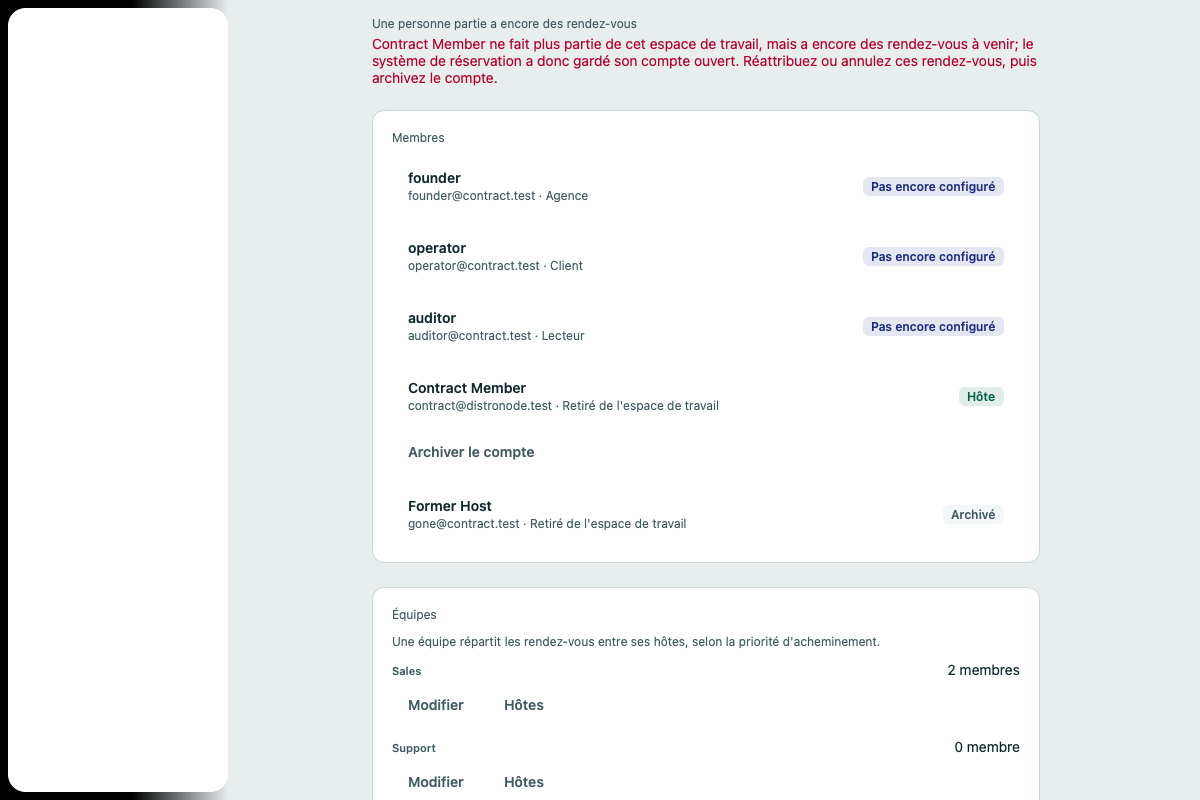 Une personne partie a encore des rendez-vous
Contract Member ne fait plus partie de cet espace de travail, mais a encore des rendez-vous à venir; le
système de réservation a donc gardé son compte ouvert. Réattribuez ou annulez ces rendez-vous, puis
archivez le compte.
Membres
founder
founder@contract.test · Agence
Pas encore configuré
operator
operator@contract.test · Client
Pas encore configuré
auditor
auditor@contract.test · Lecteur
Pas encore configuré
Contract Member
contract@distronode.test · Retiré de l'espace de travail
Hôte
Archiver le compte
Former Host
gone@contract.test · Retiré de l'espace de travail
Archivé
Équipes
Une équipe répartit les rendez-vous entre ses hôtes, selon la priorité d'acheminement.
Sales
2 membres
Modifier Hôtes
Support
0 membre
Modifier Hôtes